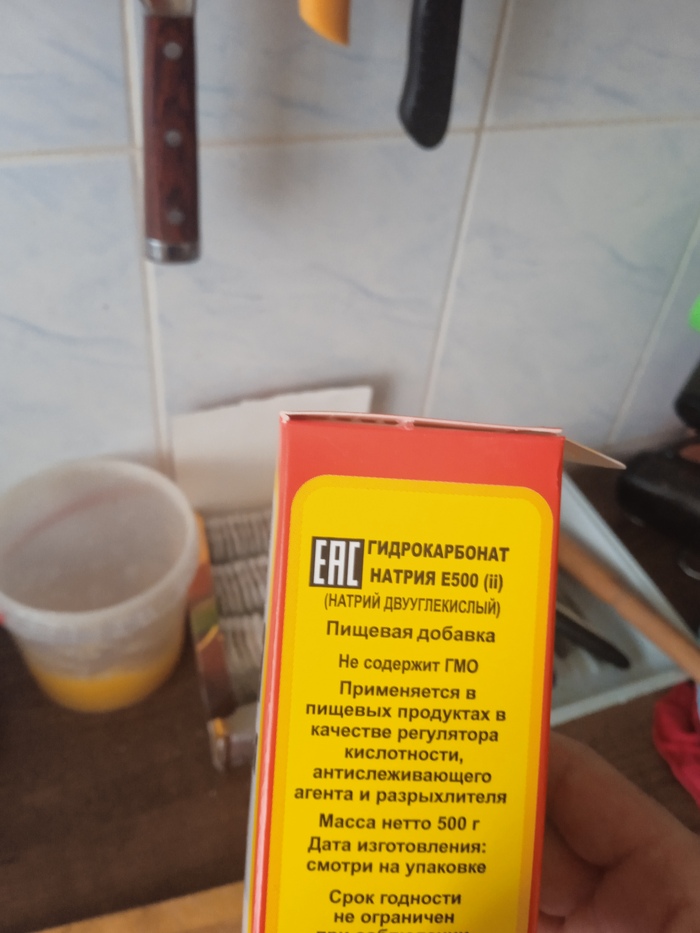 EAC ГИДРОКАРБОНАТ
НАТРИЯ Е500 (ii)
(НАТРИЙ ДВУУГЛЕКИСЛЫЙ)
Пищевая добавка
Не содержит ГМО
Применяется в
пищевых продуктах в
качестве регулятора
кислотности,
антислеживающего
агента и разрыхлителя
Масса нетто 500 г
Дата изготовления:
смотри на упаковке
Срок годности
не ограничен